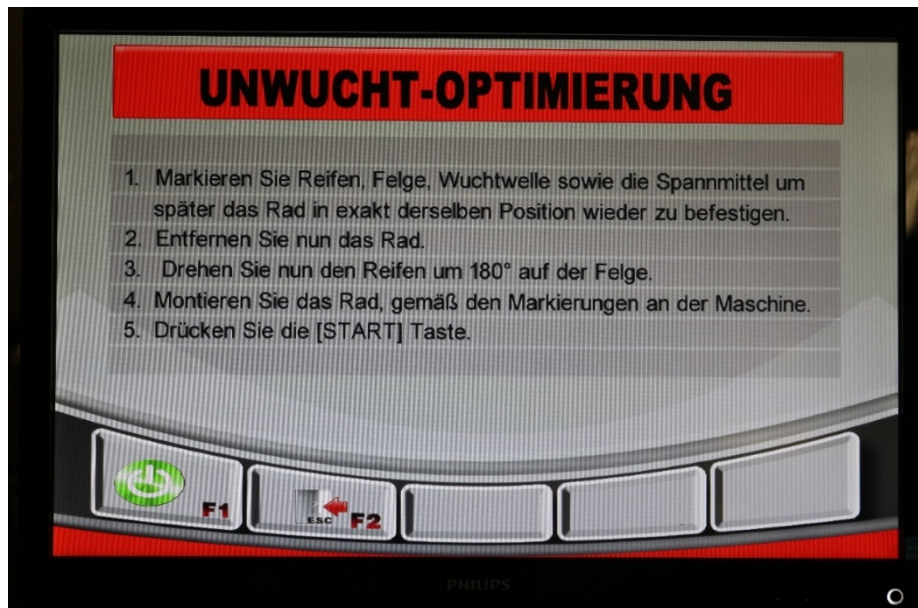 UNWUCHT-OPTIMIERUNG
1. Markieren Sie Reifen, Felge, Wuchtwelle sowie die Spannmittel um
später das Rad in exakt derselben Position wieder zu befestigen.
2. Entfernen Sie nun das Rad.
3. Drehen Sie nun den Reifen um 180° auf der Felge.
4. Montieren Sie das Rad, gemäß den Markierungen an der Maschine.
5. Drücken Sie die [START] Taste.
F1
ESC F2
PHILIPS